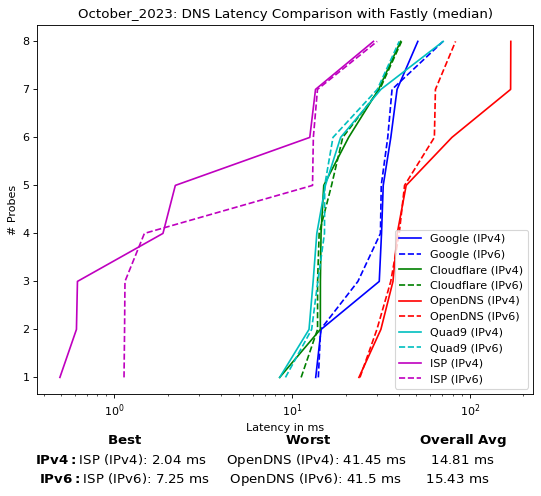 October_2023: DNS Latency Comparison with Fastly (median)
8
7
6
5
4
3
2
1
# Probes
Google (IPv4)
Google (IPv6)
Cloudflare (IPv4)
Cloudflare (IPv6)
OpenDNS (IPv4)
OpenDNS (IPv6)
Quad9 (IPv4)
Quad9 (IPv6)
ISP (IPv4)
ISP (IPv6)
10⁰ 10¹ 10²
Latency in ms
Best Worst Overall Avg
IPv4: ISP (IPv4): 2.04 ms OpenDNS (IPv4): 41.45 ms 14.81 ms
IPv6: ISP (IPv6): 7.25 ms OpenDNS (IPv6): 41.5 ms 15.43 ms